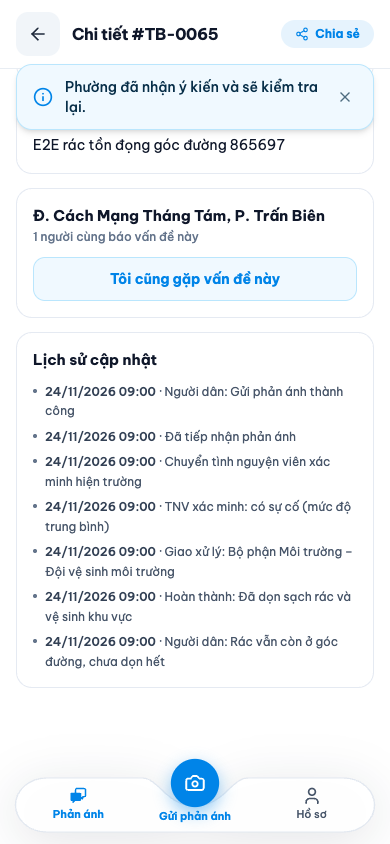 Chi tiết #TB-0065
Chia sẻ
Phường đã nhận ý kiến và sẽ kiểm tra
lại.
E2E rác tồn đọng góc đường 865697
Đ. Cách Mạng Tháng Tám, P. Trấn Biên
1 người cùng báo vấn đề này
Tôi cũng gặp vấn đề này
Lịch sử cập nhật
• 24/11/2026 09:00 · Người dân: Gửi phản ánh thành
công
• 24/11/2026 09:00 · Đã tiếp nhận phản ánh
• 24/11/2026 09:00 · Chuyển tình nguyện viên xác
minh hiện trường
• 24/11/2026 09:00 · TNV xác minh: có sự cố (mức độ
trung bình)
• 24/11/2026 09:00 · Giao xử lý: Bộ phận Môi trường –
Đội vệ sinh môi trường
• 24/11/2026 09:00 · Hoàn thành: Đã dọn sạch rác và
vệ sinh khu vực
• 24/11/2026 09:00 · Người dân: Rác vẫn còn ở góc
đường, chưa dọn hết
Phản ánh
Gửi phản ánh
Hồ sơ